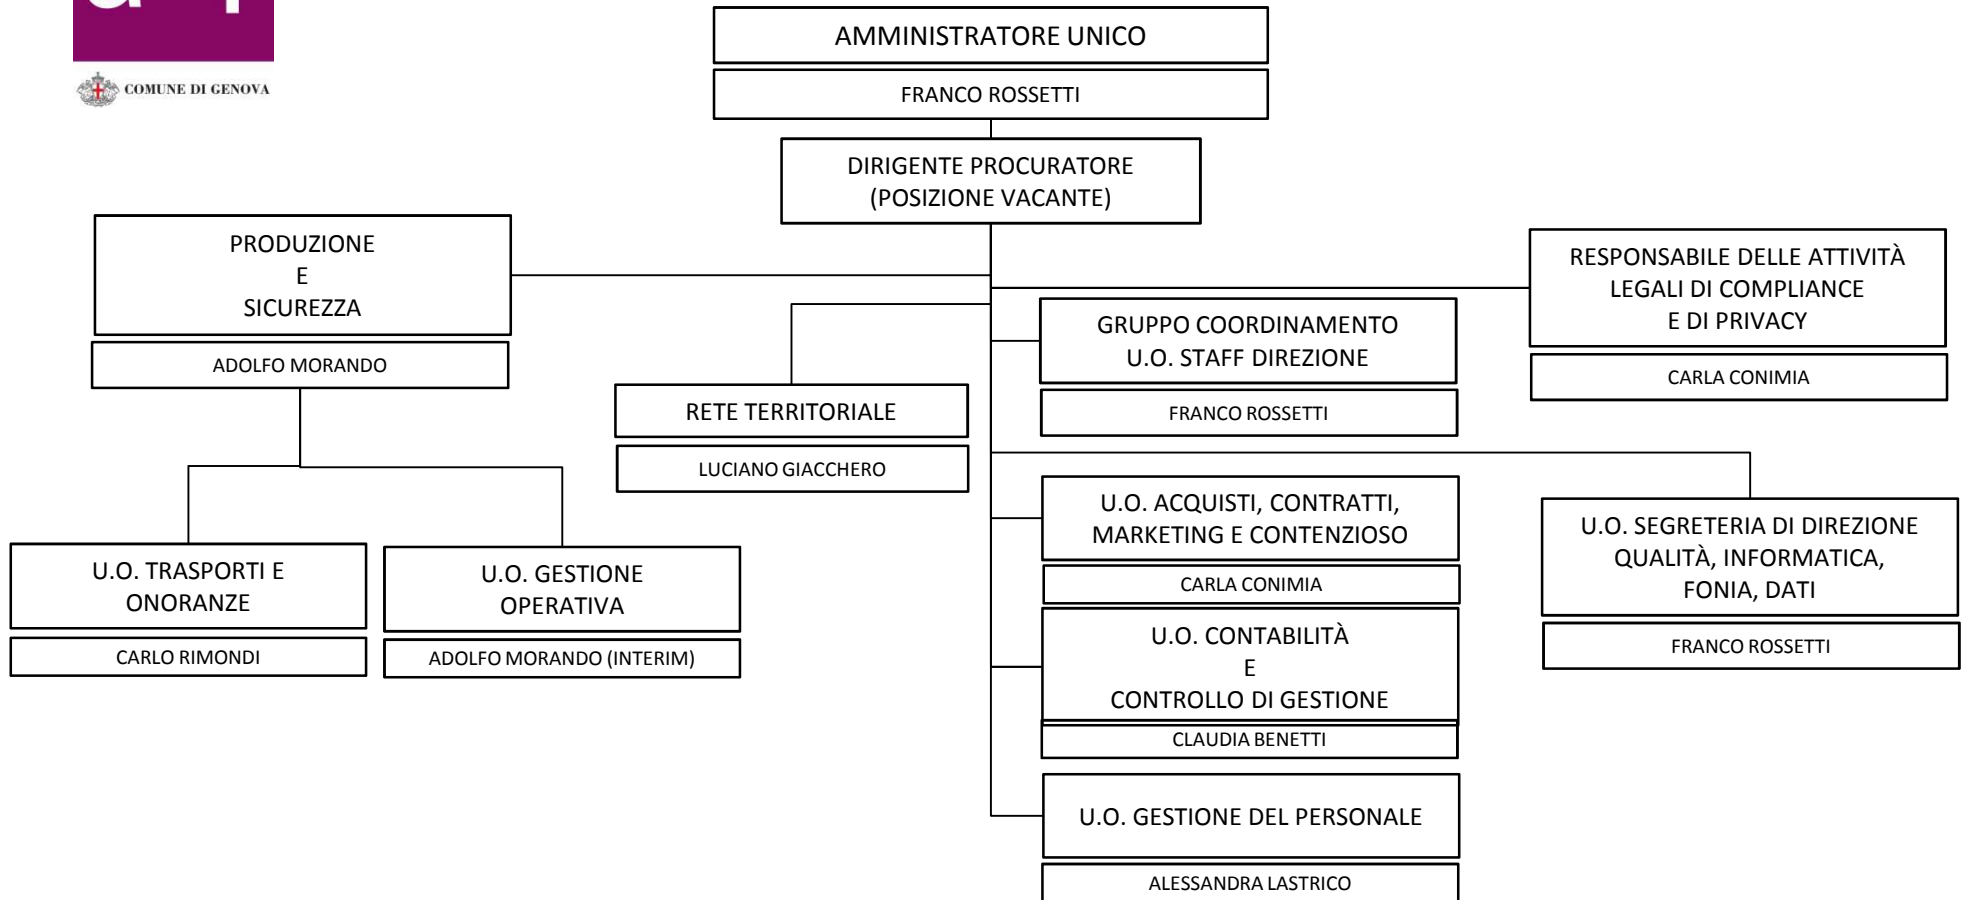 COMUNE DI GENOVA
AMMINISTRATORE UNICO
FRANCO ROSSETTI
DIRIGENTE PROCURATORE
(POSIZIONE VACANTE)
PRODUZIONE
E
SICUREZZA
ADOLFO MORANDO
RESPONSABILE DELLE ATTIVITÀ
LEGALI DI COMPLIANCE
E DI PRIVACY
CARLA CONIMIA
GRUPPO COORDINAMENTO
U.O. STAFF DIREZIONE
FRANCO ROSSETTI
RETE TERRITORIALE
LUCIANO GIACCHERO
U.O. ACQUISTI, CONTRATTI,
MARKETING E CONTENZIOSO
CARLA CONIMIA
U.O. SEGRETERIA DI DIREZIONE
QUALITÀ, INFORMATICA,
FONIA, DATI
FRANCO ROSSETTI
U.O. TRASPORTI E
ONORANZE
CARLO RIMONDI
U.O. GESTIONE
OPERATIVA
ADOLFO MORANDO (INTERIM)
U.O. CONTABILITÀ
E
CONTROLLO DI GESTIONE
CLAUDIA BENETTI
U.O. GESTIONE DEL PERSONALE
ALESSANDRA LASTRICO